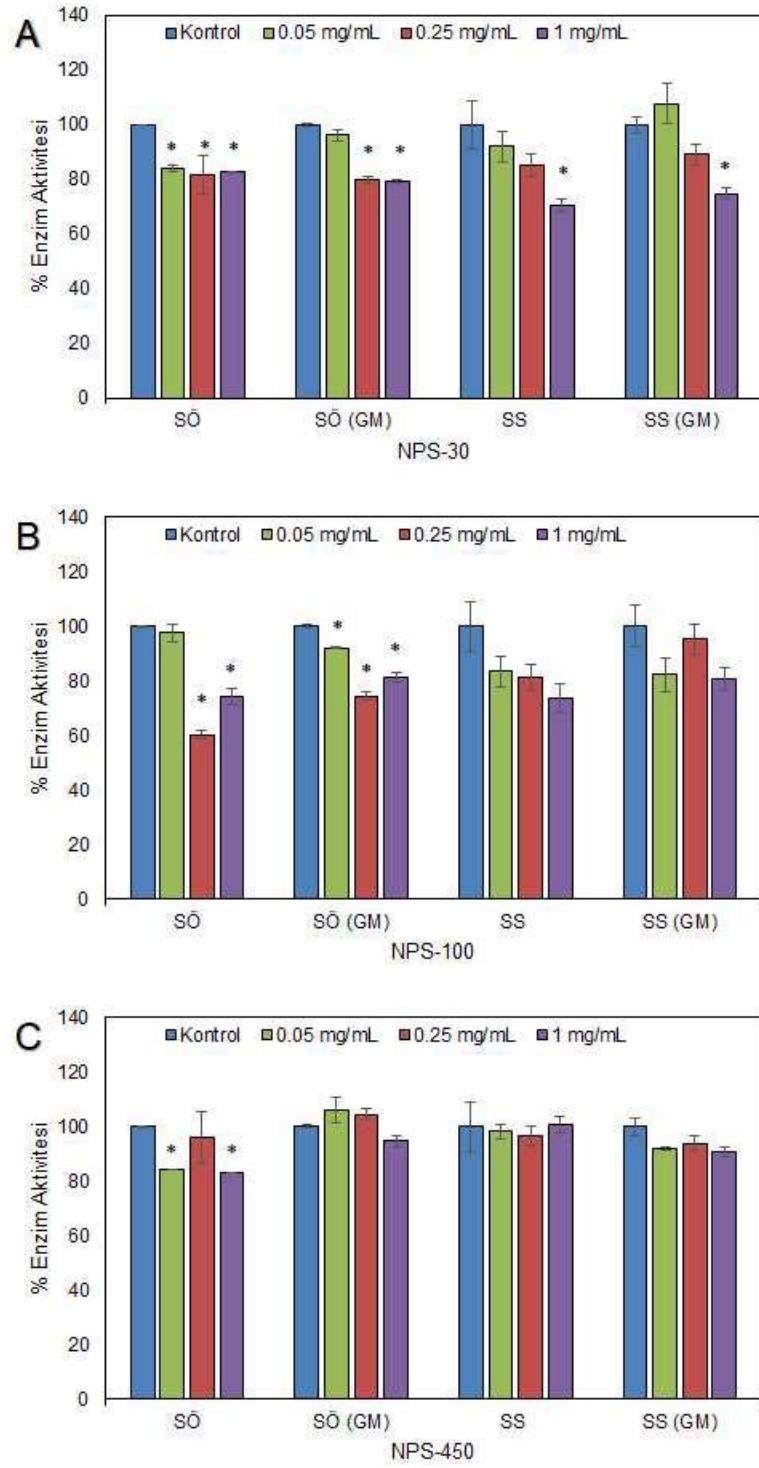 A
140
120
100
80
60
40
20
0
% Enzim Aktivitesi
Kontrol 0.05 mg/mL 0.25 mg/mL 1 mg/mL
* * *
* *
*
*
SÖ SÖ (GM) SS SS (GM)
NPS-30
B
140
120
100
80
60
40
20
0
% Enzim Aktivitesi
Kontrol 0.05 mg/mL 0.25 mg/mL 1 mg/mL
* *
* * *
SÖ SÖ (GM) SS SS (GM)
NPS-100
C
140
120
100
80
60
40
20
0
% Enzim Aktivitesi
Kontrol 0.05 mg/mL 0.25 mg/mL 1 mg/mL
* *
SÖ SÖ (GM) SS SS (GM)
NPS-450